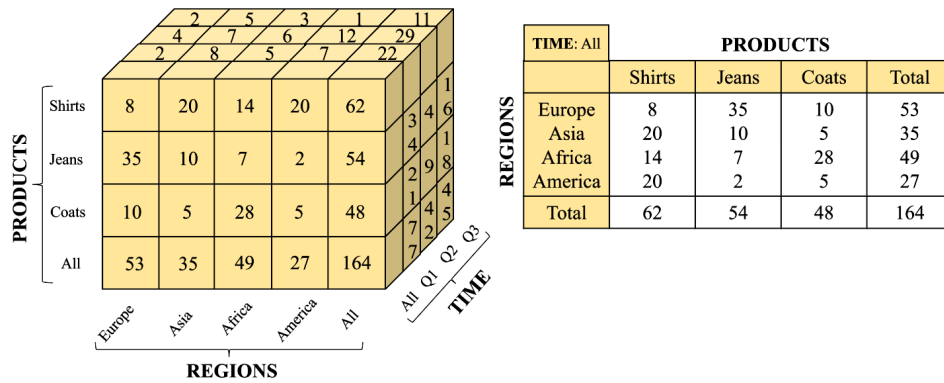 2 5 3 1 11
4 7 6 12 29
2 8 5 7 22
Shirts 8 20 14 20 62
Jeans 35 10 7 2 54
Coats 10 5 28 5 48
All 53 35 49 27 164
3 4 1
4 6
2 9 1
1 8
7 4 4
7 2 5
PRODUCTS
Europe Asia Africa America All
REGIONS
All Q1 Q2 Q3
TIME
TIME: All PRODUCTS
Shirts Jeans Coats Total
REGIONS
Europe 8 35 10 53
Asia 20 10 5 35
Africa 14 7 28 49
America 20 2 5 27
Total 62 54 48 164